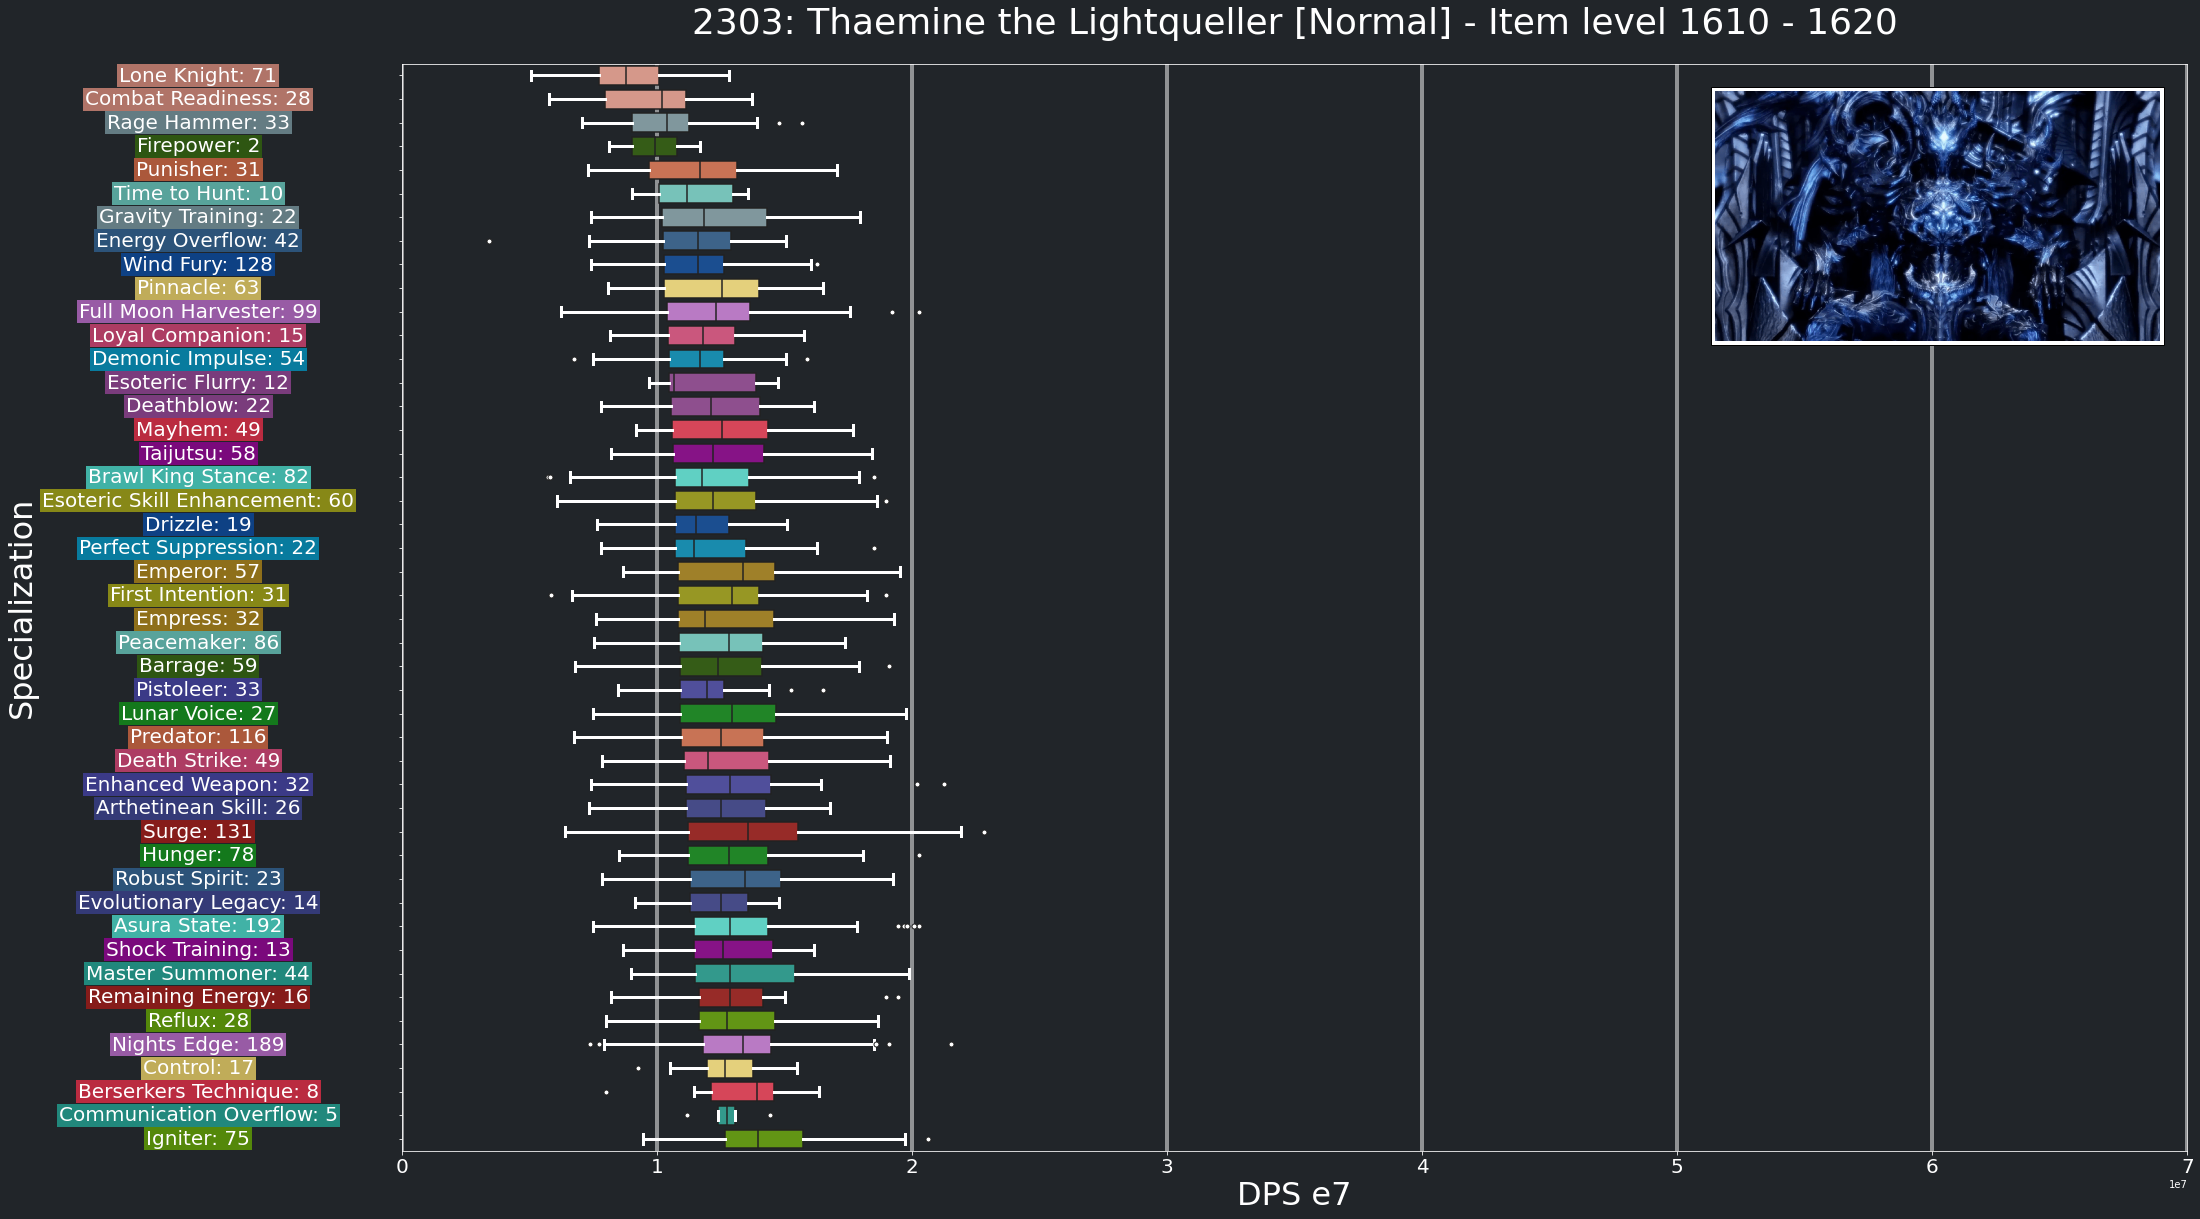 2303: Thaemine the Lightqueller [Normal] - Item level 1610 - 1620
Lone Knight: 71
Combat Readiness: 28
Rage Hammer: 33
Firepower: 2
Punisher: 31
Time to Hunt: 10
Gravity Training: 22
Energy Overflow: 42
Wind Fury: 128
Pinnacle: 63
Full Moon Harvester: 99
Loyal Companion: 15
Demonic Impulse: 54
Esoteric Flurry: 12
Deathblow: 22
Mayhem: 49
Taijutsu: 58
Brawl King Stance: 82
Esoteric Skill Enhancement: 60
Drizzle: 19
Perfect Suppression: 22
Emperor: 57
First Intention: 31
Empress: 32
Peacemaker: 86
Barrage: 59
Pistoleer: 33
Lunar Voice: 27
Predator: 116
Death Strike: 49
Enhanced Weapon: 32
Arthetinean Skill: 26
Surge: 131
Hunger: 78
Robust Spirit: 23
Evolutionary Legacy: 14
Asura State: 192
Shock Training: 13
Master Summoner: 44
Remaining Energy: 16
Reflux: 28
Nights Edge: 189
Control: 17
Berserkers Technique: 8
Communication Overflow: 5
Igniter: 75
Specialization
0 1 2 3 4 5 6 7
DPS e7
1e7